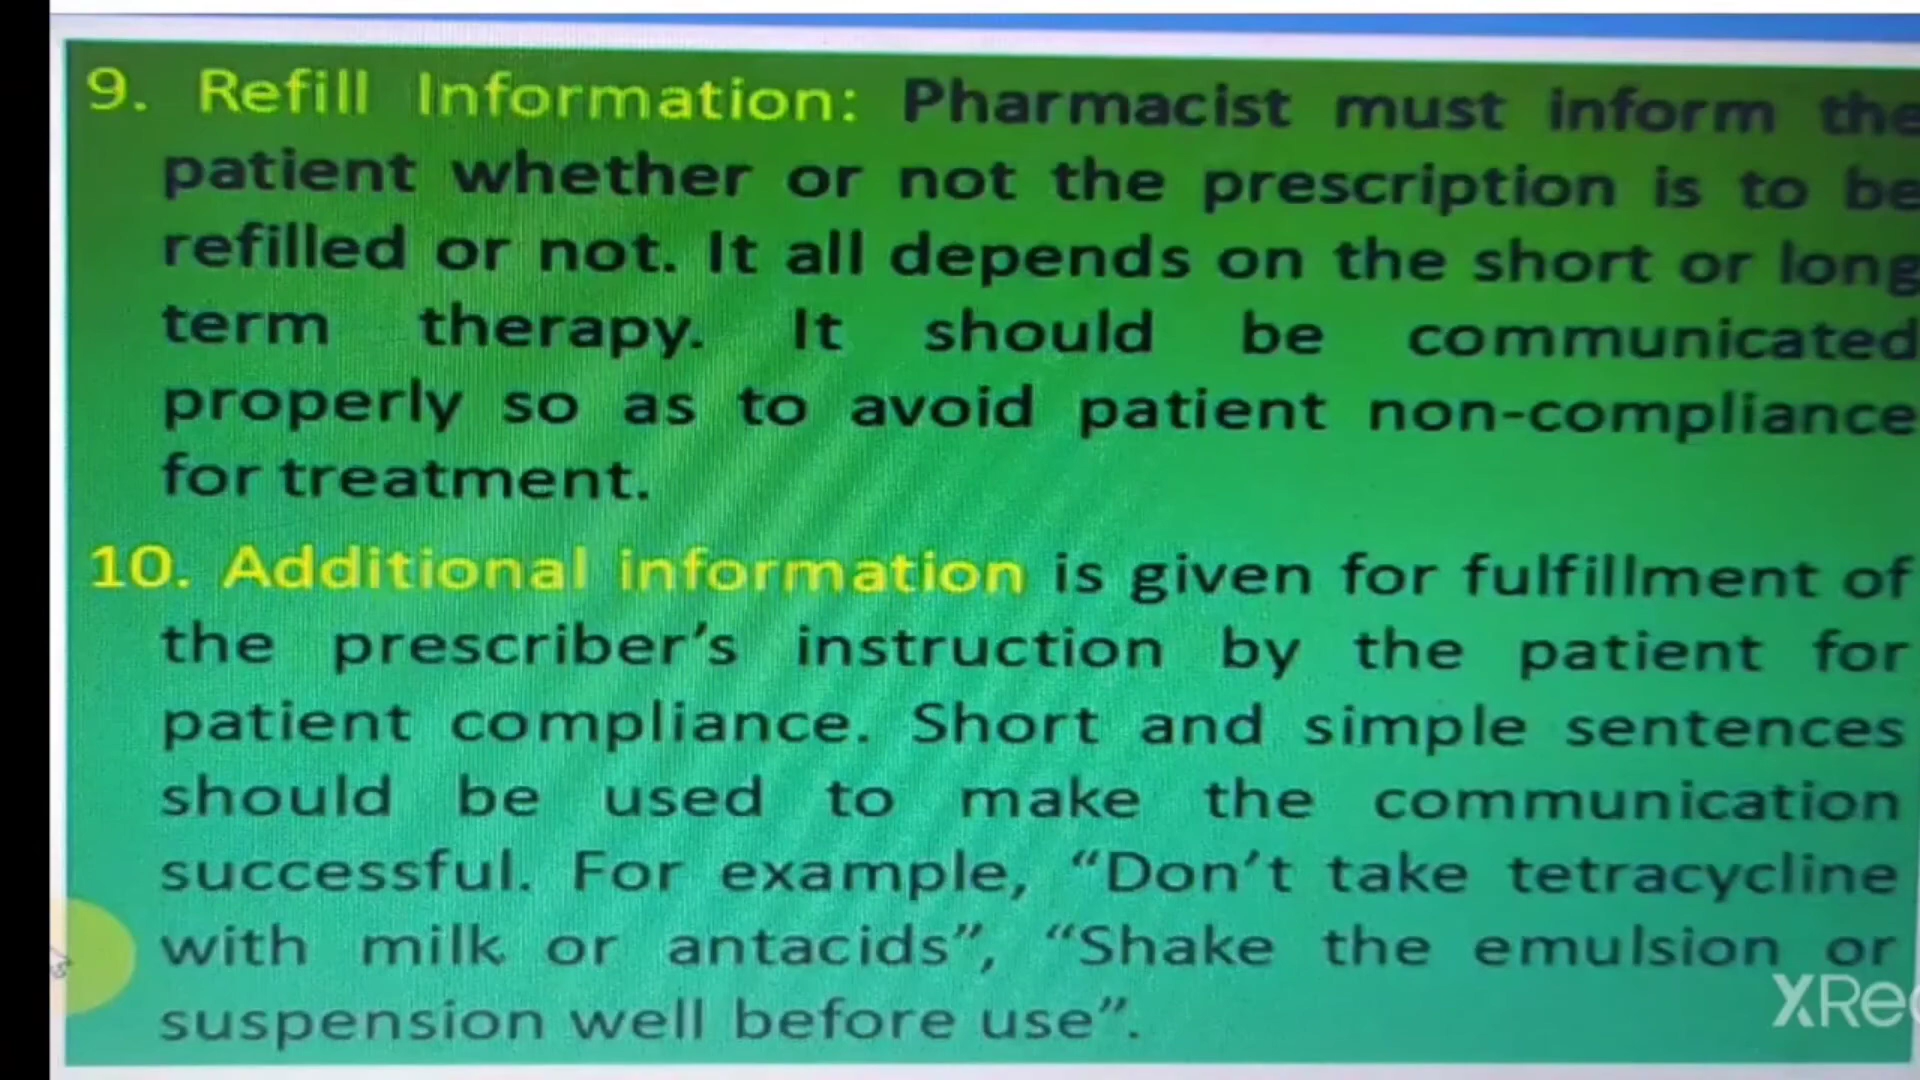 9. Refill Information: Pharmacist must inform the
patient whether or not the prescription is to be
refilled or not. It all depends on the short or long
term therapy. It should be communicated
properly so as to avoid patient non-compliance
for treatment.
10. Additional information is given for fulfillment of
the prescriber’s instruction by the patient for
patient compliance. Short and simple sentences
should be used to make the communication
successful. For example, “Don’t take tetracycline
with milk or antacids”, “Shake the emulsion or
suspension well before use”.
XRec